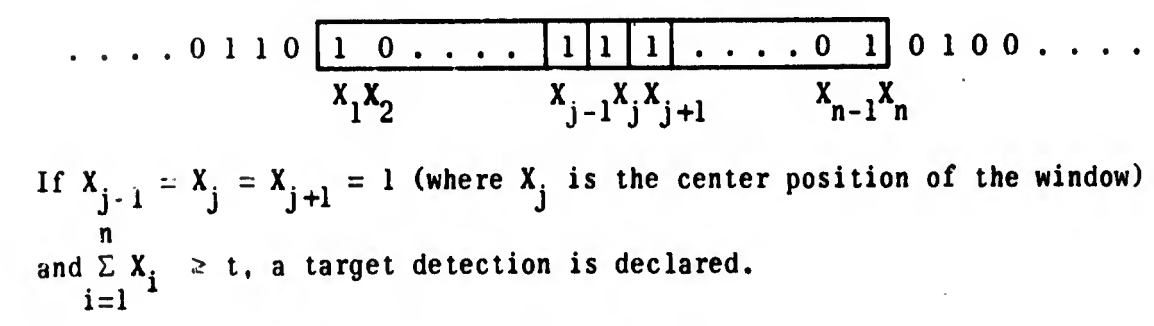 . . . . 0 1 1 0 1 0 . . . . 1 1 1 . . . . 0 1 0 1 0 0 . . . .
X₁X₂ Xⱼ₋₁XⱼXⱼ₊₁ Xₙ₋₁Xₙ
If Xⱼ₋₁ = Xⱼ = Xⱼ₊₁ = 1 (where Xⱼ is the center position of the window)
n
and Σ Xᵢ ≥ t, a target detection is declared.
i=1